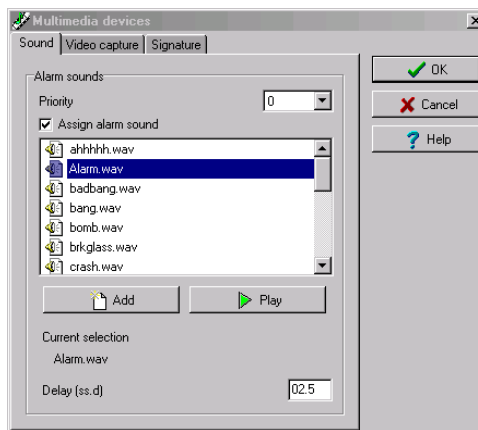 Multimedia devices
Sound Video capture Signature
Alarm sounds
Priority 0
Assign alarm sound
ahhhhh.wav
Alarm.wav
badbang.wav
bang.wav
bomb.wav
brkglass.wav
crash.wav
Add Play
Current selection
Alarm.wav
Delay (ss.d) 02.5
OK
Cancel
Help